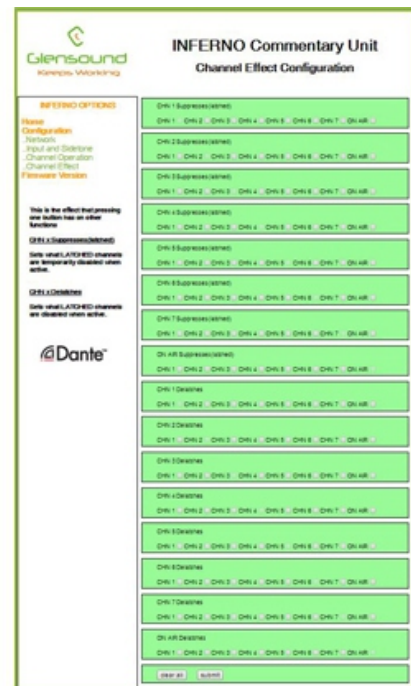 Glensound
Keeps Working
INFERNO Commentary Unit
Channel Effect Configuration
INFERNO OPTIONS
Home
Configuration
..Network
..Input and Sidetone
..Channel Operation
..Channel Effect
Firmware Version
This is the effect that pressing
one button has on other
functions
CHN x Suppresses(latched)
Sets what LATCHED channels
are temporarily disabled when
active.
CHN x Delatches
Sets what LATCHED channels
are disabled when active.
Dante™
CHN 1 Suppresses(latched)
CHN 1 CHN 2 CHN 3 CHN 4 CHN 5 CHN 6 CHN 7 ON AIR
CHN 2 Suppresses(latched)
CHN 1 CHN 2 CHN 3 CHN 4 CHN 5 CHN 6 CHN 7 ON AIR
CHN 3 Suppresses(latched)
CHN 1 CHN 2 CHN 3 CHN 4 CHN 5 CHN 6 CHN 7 ON AIR
CHN 4 Suppresses(latched)
CHN 1 CHN 2 CHN 3 CHN 4 CHN 5 CHN 6 CHN 7 ON AIR
CHN 5 Suppresses(latched)
CHN 1 CHN 2 CHN 3 CHN 4 CHN 5 CHN 6 CHN 7 ON AIR
CHN 6 Suppresses(latched)
CHN 1 CHN 2 CHN 3 CHN 4 CHN 5 CHN 6 CHN 7 ON AIR
CHN 7 Suppresses(latched)
CHN 1 CHN 2 CHN 3 CHN 4 CHN 5 CHN 6 CHN 7 ON AIR
ON AIR Suppresses(latched)
CHN 1 CHN 2 CHN 3 CHN 4 CHN 5 CHN 6 CHN 7 ON AIR
CHN 1 Delatches
CHN 1 CHN 2 CHN 3 CHN 4 CHN 5 CHN 6 CHN 7 ON AIR
CHN 2 Delatches
CHN 1 CHN 2 CHN 3 CHN 4 CHN 5 CHN 6 CHN 7 ON AIR
CHN 3 Delatches
CHN 1 CHN 2 CHN 3 CHN 4 CHN 5 CHN 6 CHN 7 ON AIR
CHN 4 Delatches
CHN 1 CHN 2 CHN 3 CHN 4 CHN 5 CHN 6 CHN 7 ON AIR
CHN 5 Delatches
CHN 1 CHN 2 CHN 3 CHN 4 CHN 5 CHN 6 CHN 7 ON AIR
CHN 6 Delatches
CHN 1 CHN 2 CHN 3 CHN 4 CHN 5 CHN 6 CHN 7 ON AIR
CHN 7 Delatches
CHN 1 CHN 2 CHN 3 CHN 4 CHN 5 CHN 6 CHN 7 ON AIR
ON AIR Delatches
CHN 1 CHN 2 CHN 3 CHN 4 CHN 5 CHN 6 CHN 7 ON AIR
clear all submit